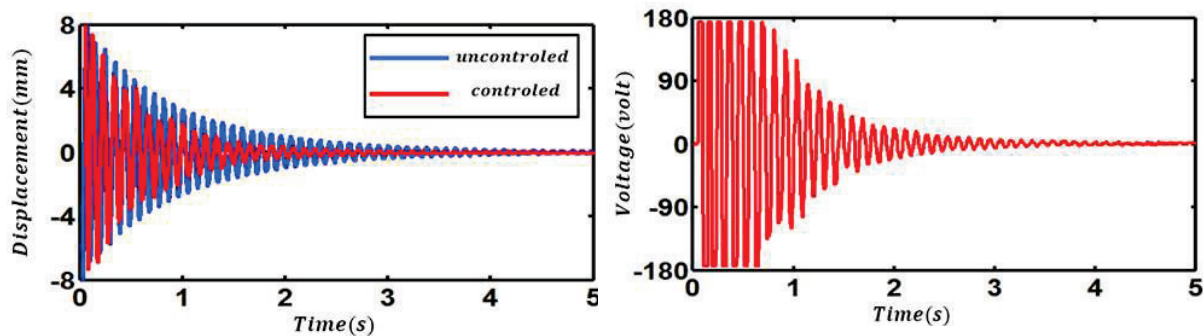 Displacement(mm)
8
4
0
-4
-8
uncontroled
controled
0 1 2 3 4 5
Time(s)
Voltage(volt)
180
90
0
-90
-180
0 1 2 3 4 5
Time(s)